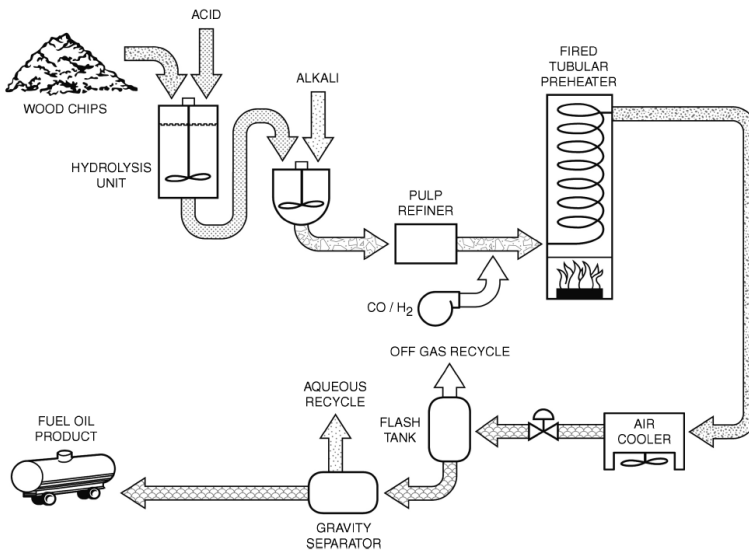 ACID
WOOD CHIPS
HYDROLYSIS
UNIT
ALKALI
PULP
REFINER
CO / H2
FIRED
TUBULAR
PREHEATER
OFF GAS RECYCLE
AQUEOUS
RECYCLE
FLASH
TANK
AIR
COOLER
FUEL OIL
PRODUCT
GRAVITY
SEPARATOR